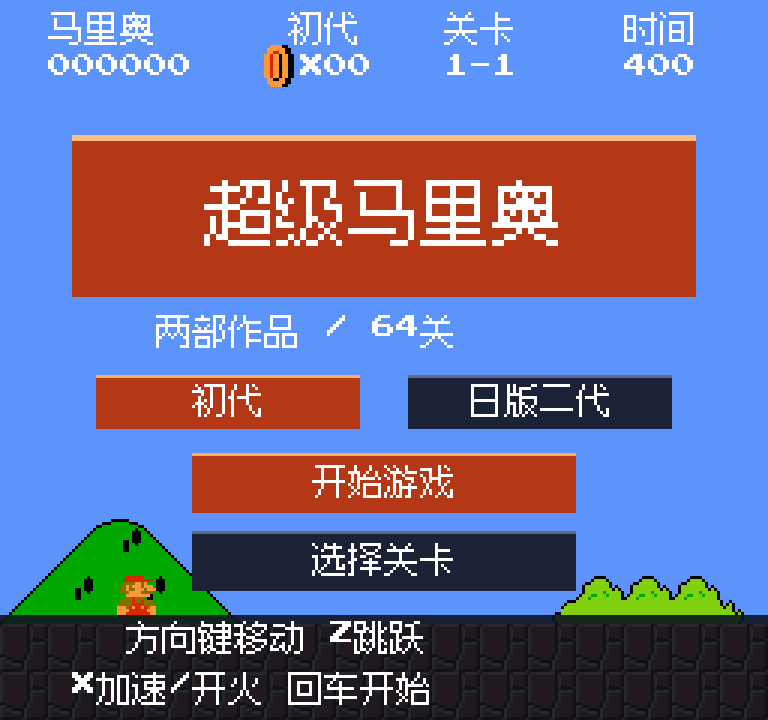 马里奥 初代 关卡 时间
000000 ×00 1-1 400
超级马里奥
两部作品 / 64关
初代 日版二代
开始游戏
选择关卡
方向键移动 Z跳跃
X加速/开火 回车开始